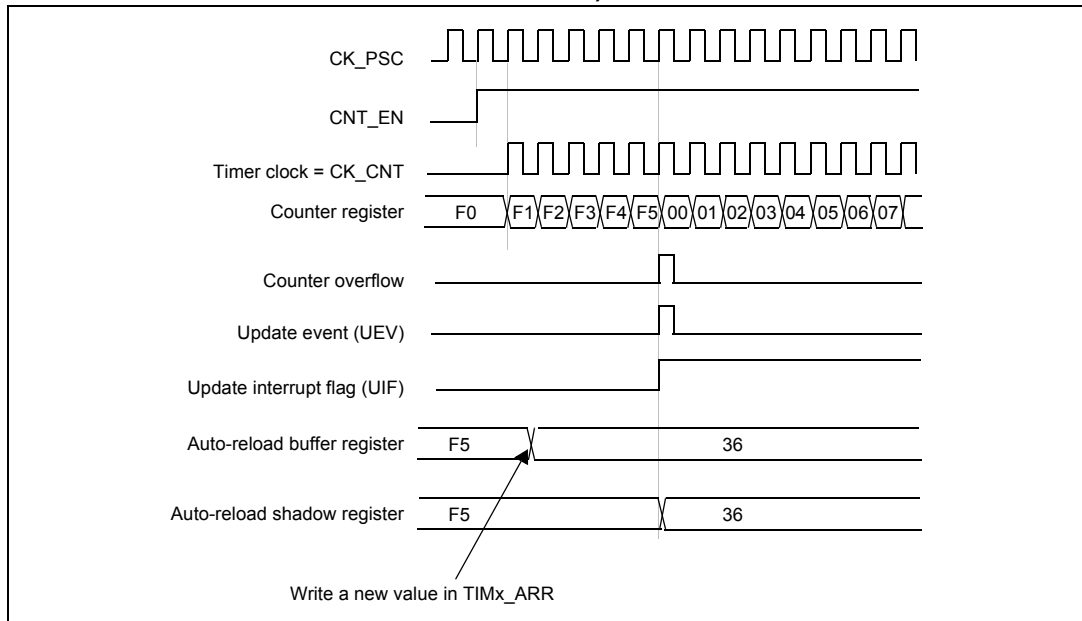 CK_PSC
CNT_EN
Timer clock = CK_CNT
Counter register F0 F1 F2 F3 F4 F5 00 01 02 03 04 05 06 07
Counter overflow
Update event (UEV)
Update interrupt flag (UIF)
Auto-reload buffer register F5 36
Auto-reload shadow register F5 36
Write a new value in TIMx_ARR